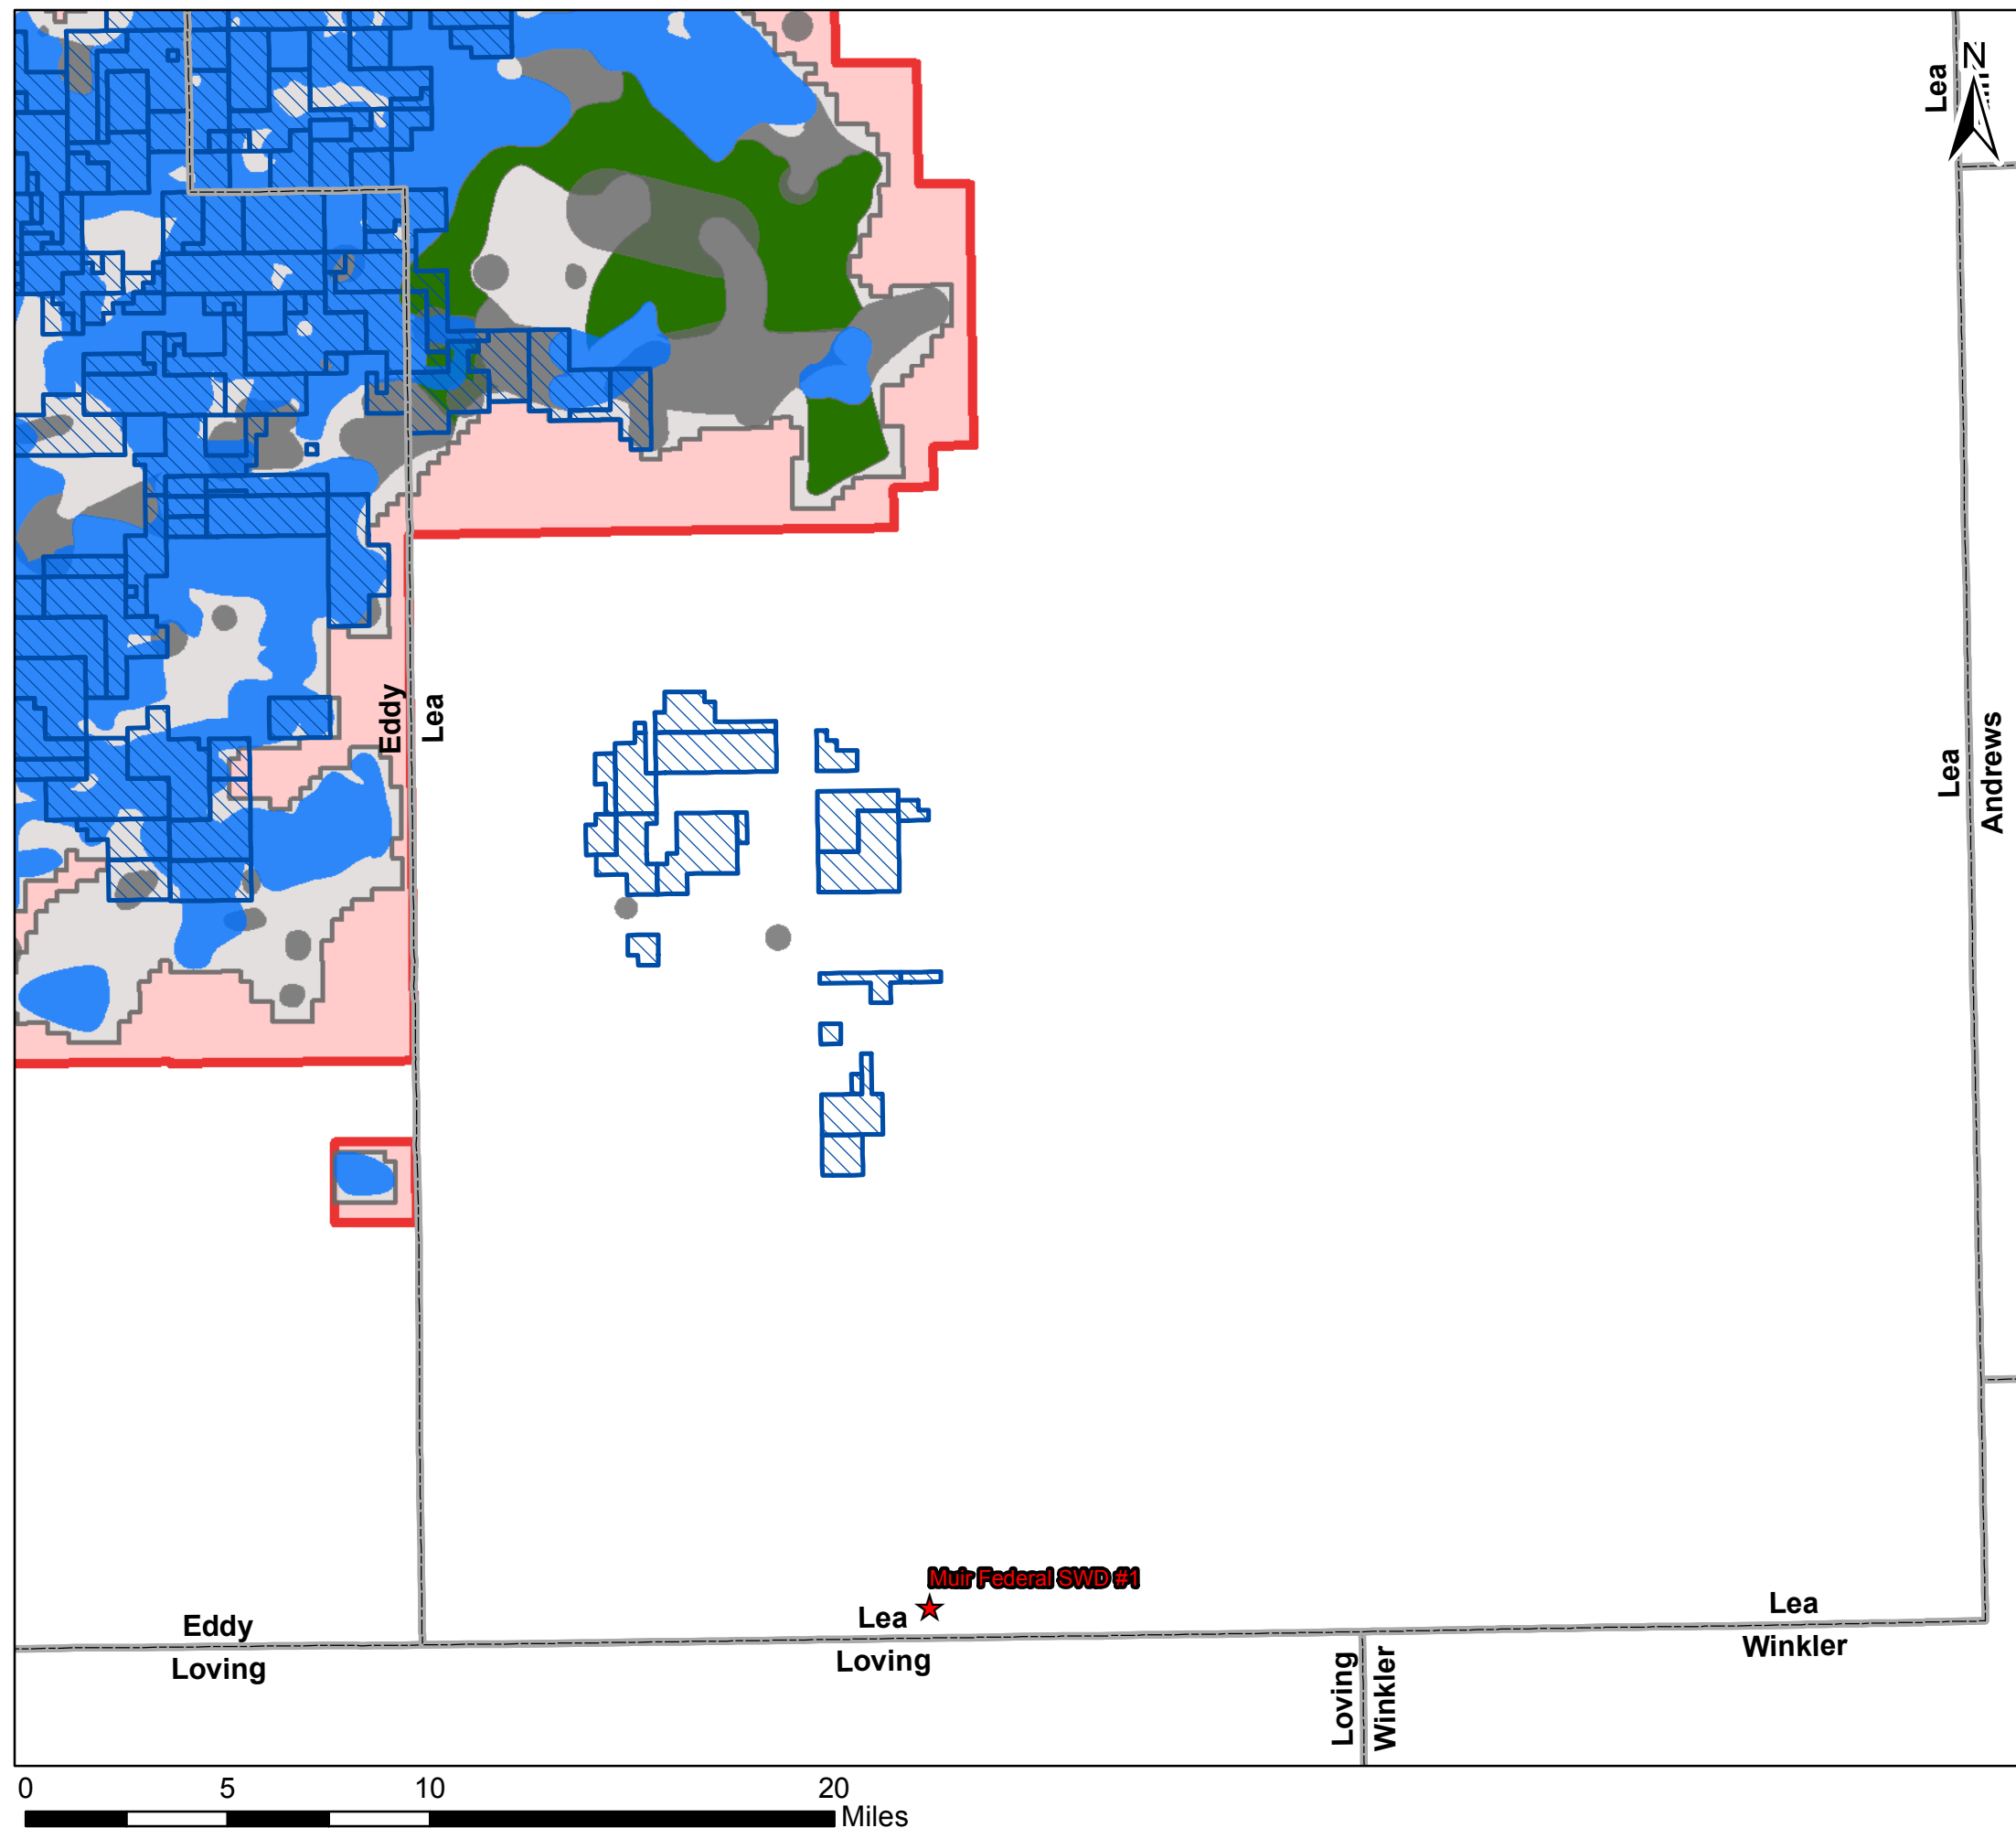 Lea
N
Eddy
Lea
Lea
Andrews
Muir Federal SWD #1
Eddy
Lea
Lea
Loving
Loving
Winkler
Loving
Winkler
0 5 10 20
Miles